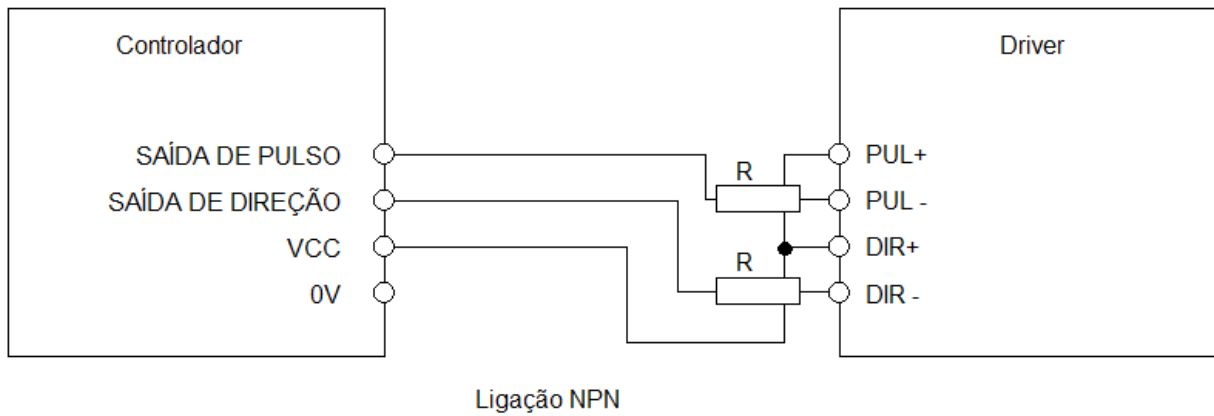 Controlador
Driver
SAÍDA DE PULSO
SAÍDA DE DIREÇÃO
VCC
0V
R
R
PUL+
PUL -
DIR+
DIR -
Ligação NPN